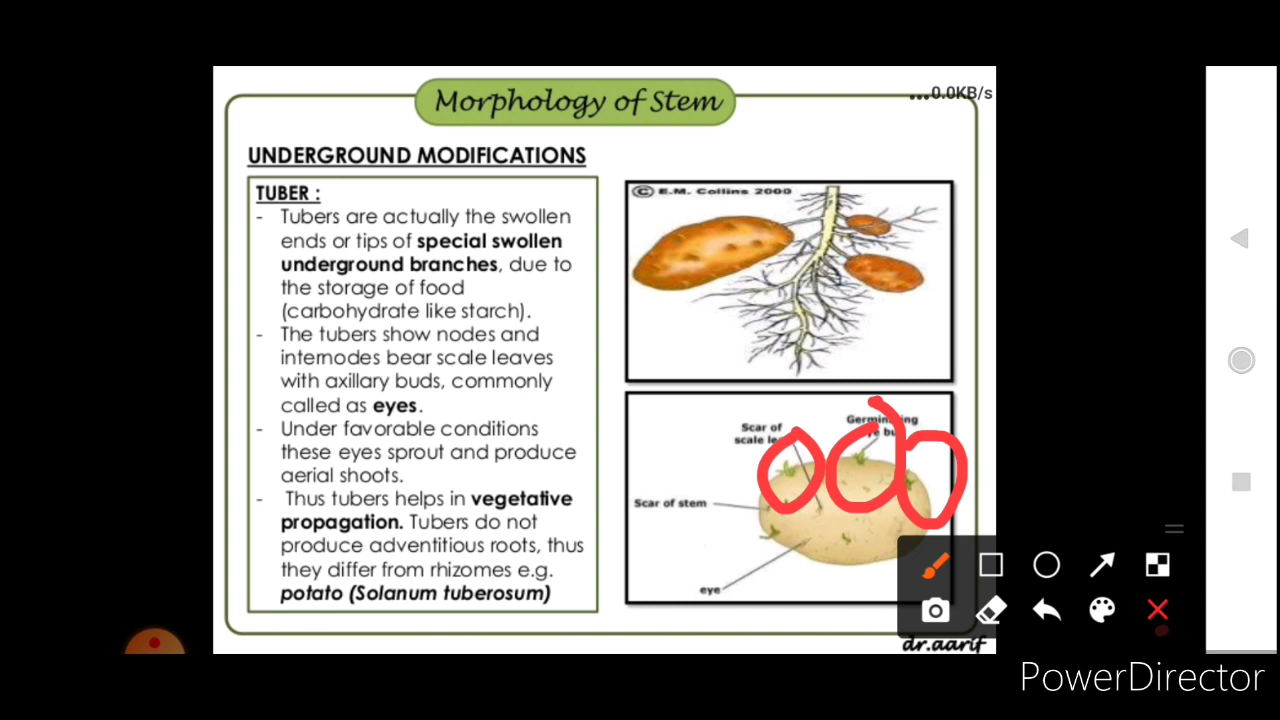 Morphology of Stem
...0.0KB/s
UNDERGROUND MODIFICATIONS
TUBER :
- Tubers are actually the swollen
ends or tips of special swollen
underground branches, due to
the storage of food
(carbohydrate like starch).
- The tubers show nodes and
internodes bear scale leaves
with axillary buds, commonly
called as eyes.
- Under favorable conditions
these eyes sprout and produce
aerial shoots.
- Thus tubers helps in vegetative
propagation. Tubers do not
produce adventitious roots, thus
they differ from rhizomes e.g.
potato (Solanum tuberosum)
© E.M. Collins 2000
Scar of
scale
Scar of stem
eye
dr.aarif
PowerDirector